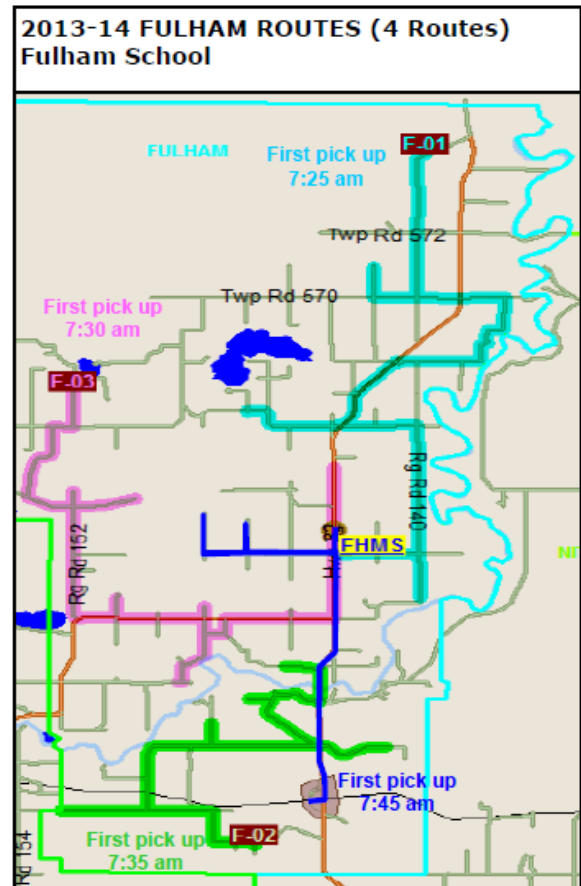 2013-14 FULHAM ROUTES (4 Routes)
Fulham School
F-01
FULHAM
First pick up
7:25 am
Twp Rd 572
Twp Rd 570
First pick up
7:30 am
F-03
Rg Rd 140
FHMS
Rg Rd 152
First pick up
7:45 am
First pick up
7:35 am
F-02
Rd 154